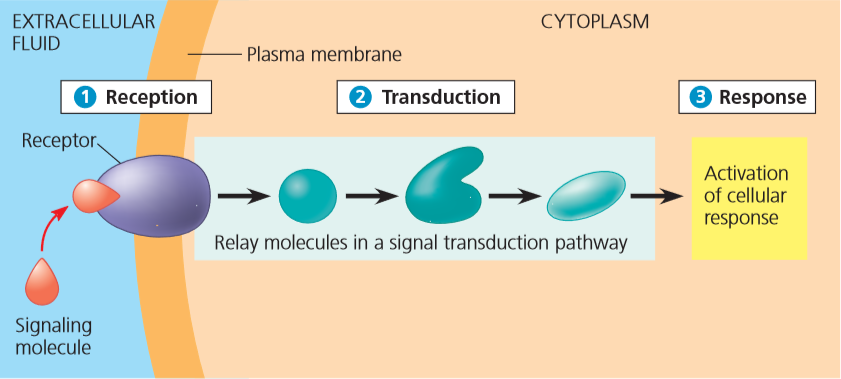 EXTRACELLULAR
FLUID
CYTOPLASM
Plasma membrane
1 Reception
2 Transduction
3 Response
Receptor
Activation
of cellular
response
Relay molecules in a signal transduction pathway
Signaling
molecule